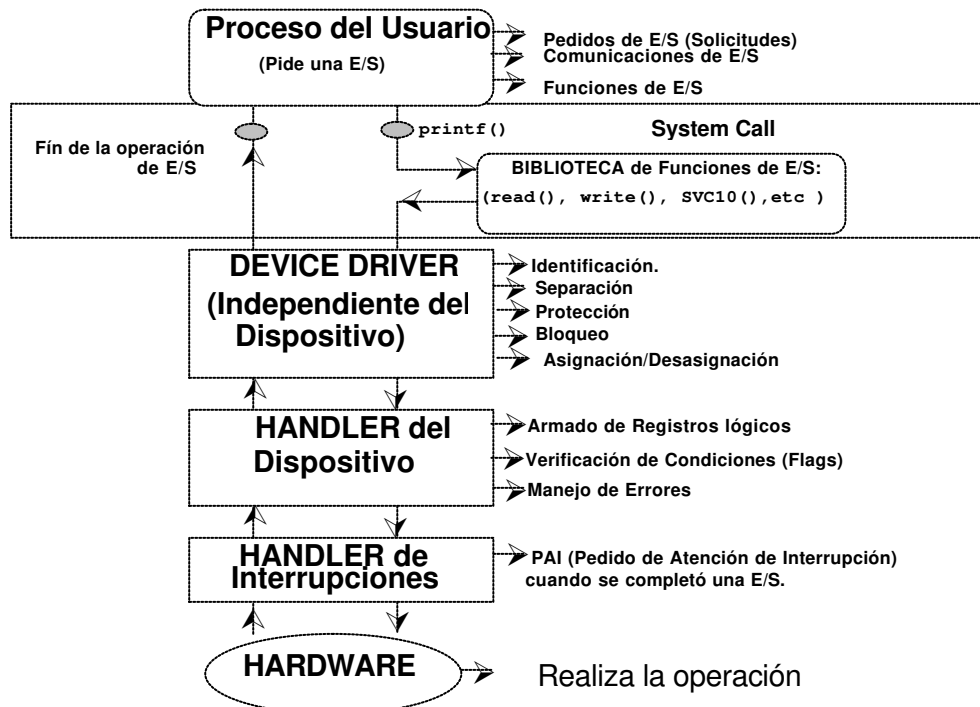 Proceso del Usuario
(Pide una E/S)
Pedidos de E/S (Solicitudes)
Comunicaciones de E/S
Funciones de E/S
printf()
System Call
Fín de la operación
de E/S
BIBLIOTECA de Funciones de E/S:
(read(), write(), SVC10(),etc )
DEVICE DRIVER
(Independiente del
Dispositivo)
Identificación.
Separación
Protección
Bloqueo
Asignación/Desasignación
HANDLER del
Dispositivo
Armado de Registros lógicos
Verificación de Condiciones (Flags)
Manejo de Errores
HANDLER de
Interrupciones
PAI (Pedido de Atención de Interrupción)
cuando se completó una E/S.
HARDWARE
Realiza la operación